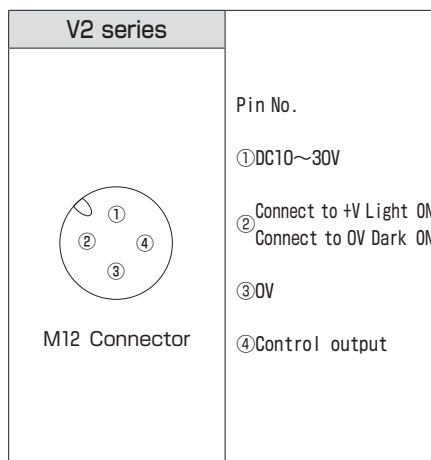 V2 series
Pin No.
①DC10～30V
②Connect to +V Light ON
Connect to 0V Dark ON
③0V
④Control output
①
②
④
③
M12 Connector